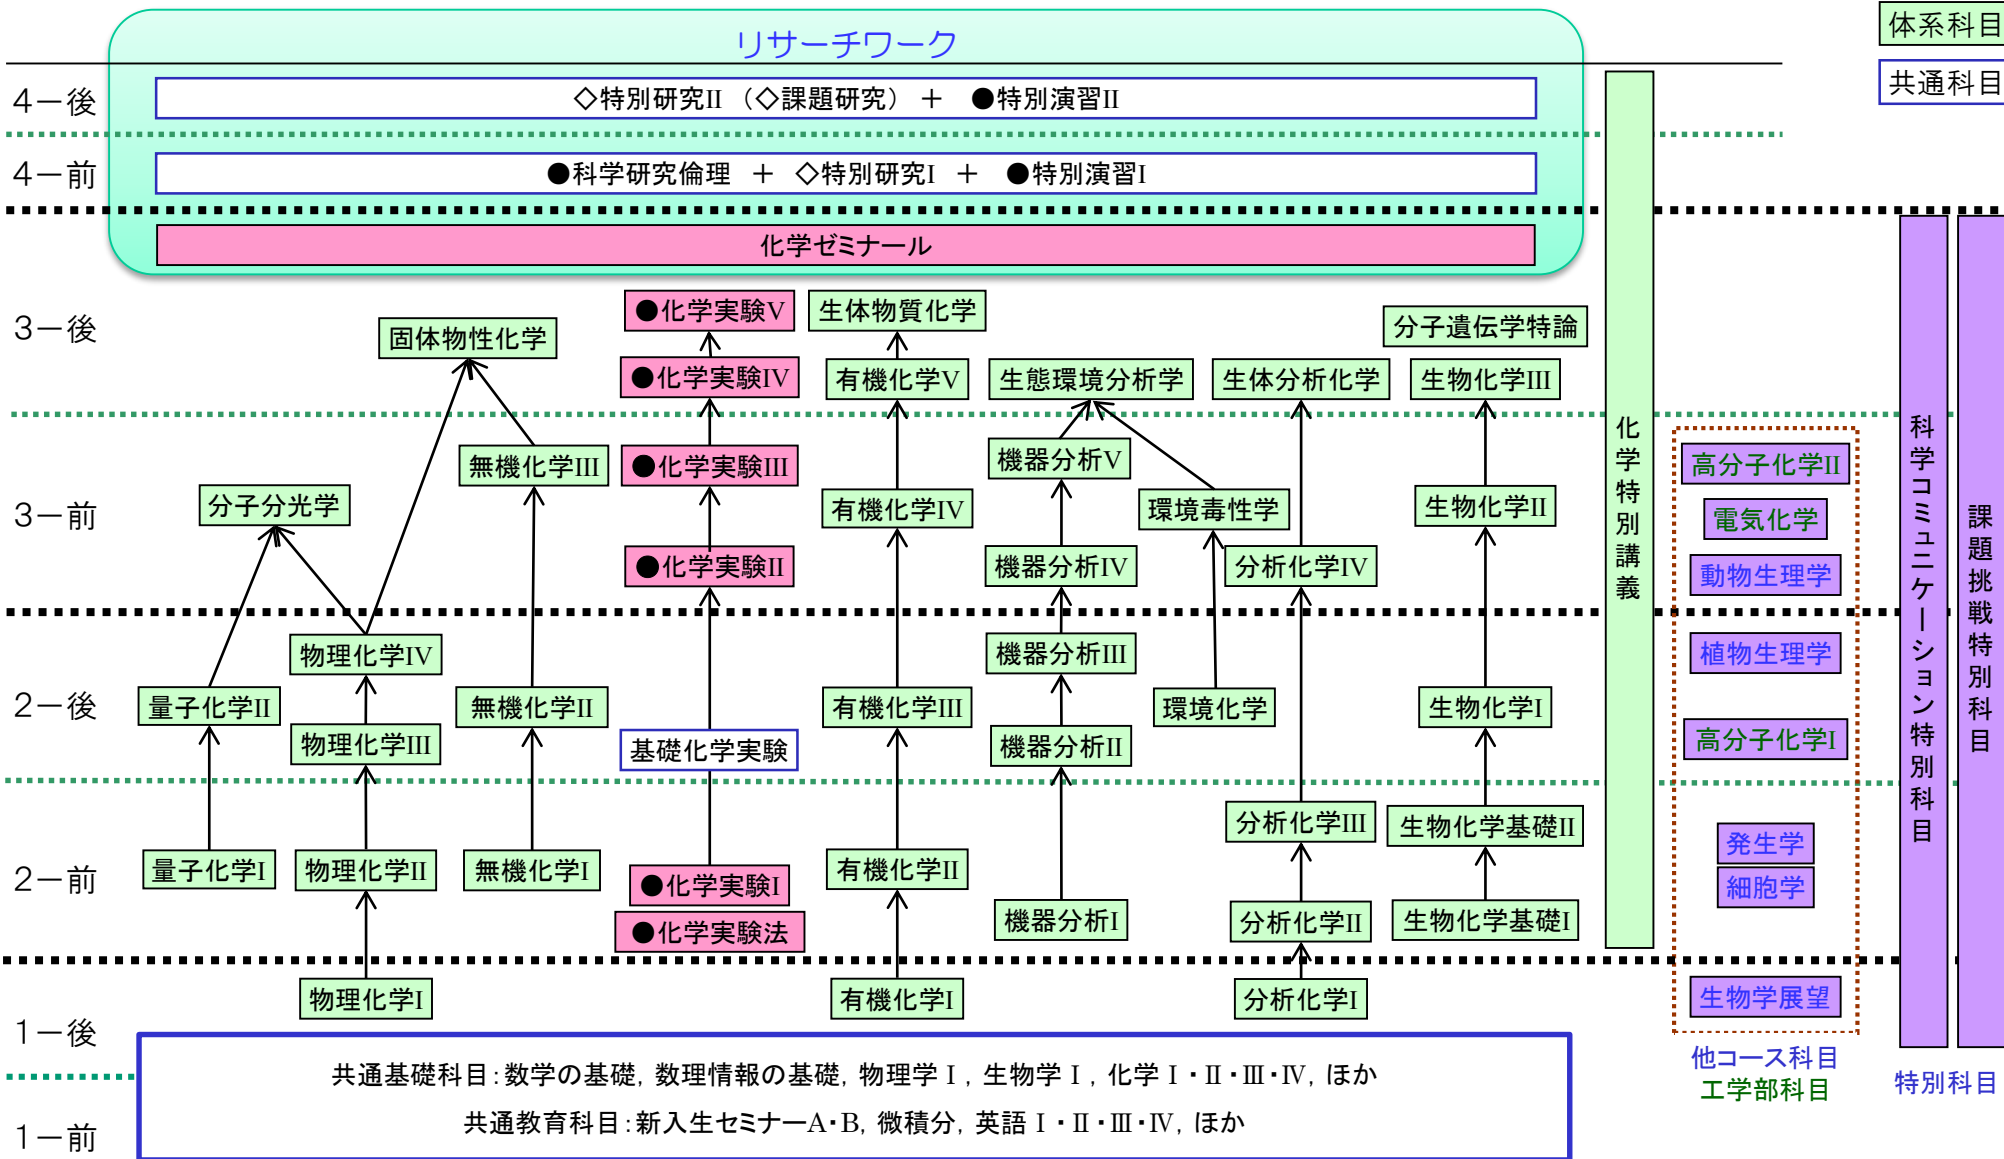 リサーチワーク
体系科目
共通科目
4－後
◇特別研究II （◇課題研究） ＋ ●特別演習II
4－前
●科学研究倫理 ＋ ◇特別研究I ＋ ●特別演習I
化学ゼミナール
3－後
●化学実験V
生体物質化学
分子遺伝学特論
固体物性化学
●化学実験IV
有機化学V
生態環境分析学
生体分析化学
生物化学III
3－前
無機化学III
●化学実験III
機器分析V
高分子化学II
分子分光学
有機化学IV
環境毒性学
生物化学II
電気化学
●化学実験II
機器分析IV
分析化学IV
動物生理学
2－後
物理化学IV
機器分析III
植物生理学
量子化学II
無機化学II
有機化学III
環境化学
生物化学I
物理化学III
基礎化学実験
機器分析II
高分子化学I
2－前
分析化学III
生物化学基礎II
発生学
量子化学I
物理化学II
無機化学I
●化学実験I
有機化学II
細胞学
●化学実験法
機器分析I
分析化学II
生物化学基礎I
1－後
物理化学I
有機化学I
分析化学I
生物学展望
化学特別講義
科学コミュニケーション特別科目
課題挑戦特別科目
他コース科目
工学部科目
特別科目
共通基礎科目：数学の基礎, 数理情報の基礎, 物理学 I , 生物学 I , 化学 I ・II・III・IV, ほか
共通教育科目：新入生セミナーA・B, 微積分, 英語 I ・II・III・IV, ほか
1－前